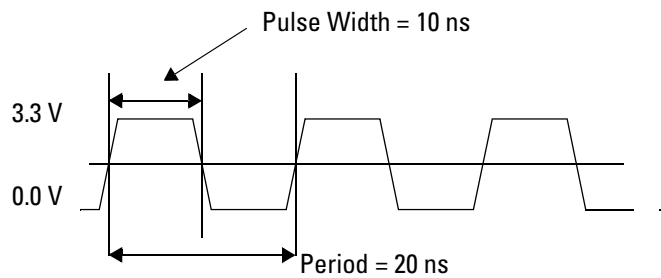 Pulse Width = 10 ns
3.3 V
0.0 V
Period = 20 ns